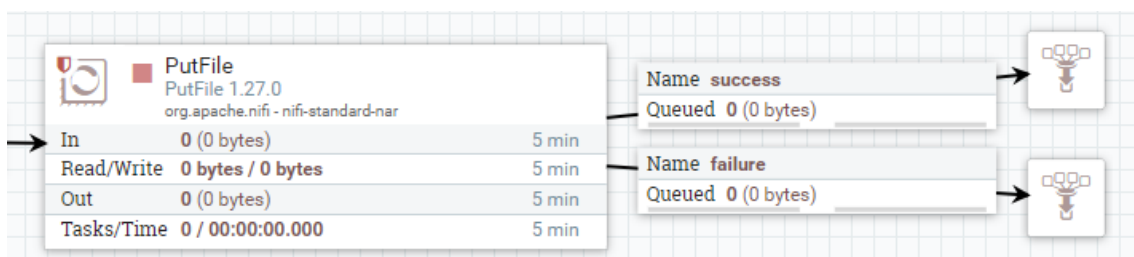 PutFile
PutFile 1.27.0
org.apache.nifi - nifi-standard-nar
In 0 (0 bytes) 5 min
Read/Write 0 bytes / 0 bytes 5 min
Out 0 (0 bytes) 5 min
Tasks/Time 0 / 00:00:00.000 5 min
Name success
Queued 0 (0 bytes)
Name failure
Queued 0 (0 bytes)